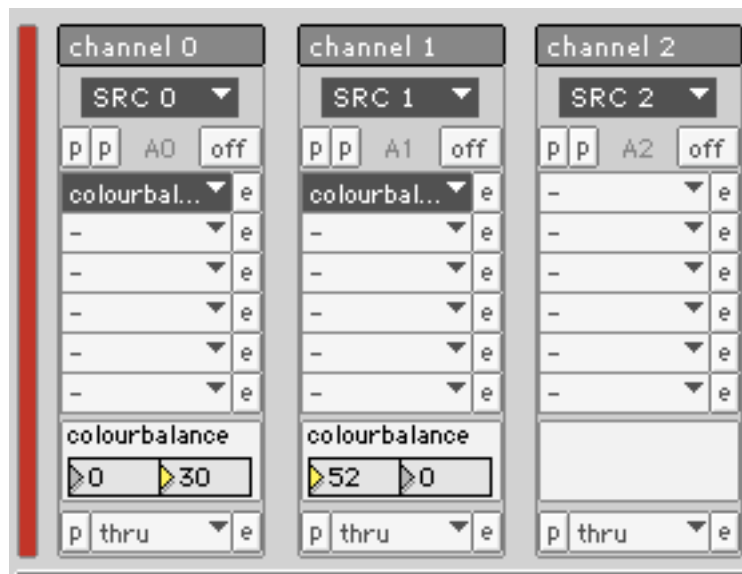 channel 0 channel 1 channel 2
SRC 0 SRC 1 SRC 2
p p A0 off p p A1 off p p A2 off
colourbal... e colourbal... e - e
- e - e - e
- e - e - e
- e - e - e
- e - e - e
- e - e - e
colourbalance colourbalance
0 30 52 0
p thru e p thru e p thru e